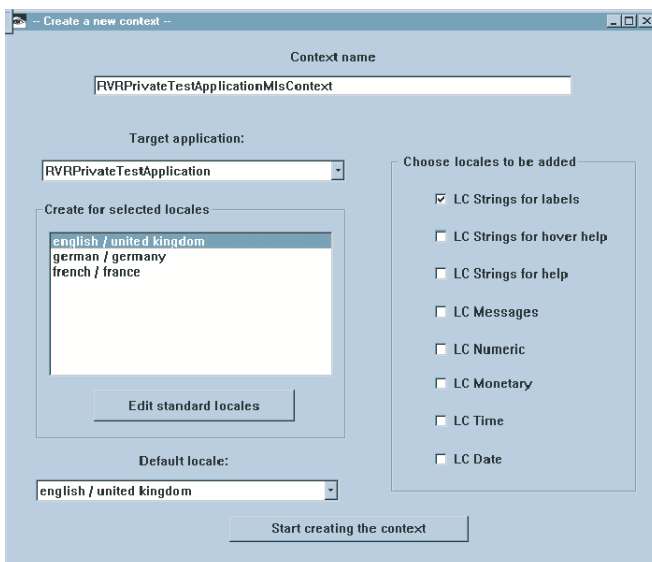 -- Create a new context --
Context name
RVRPrivateTestApplicationMlsContext
Target application:
RVRPrivateTestApplication
Create for selected locales
english / united kingdom
german / germany
french / france
Edit standard locales
Default locale:
english / united kingdom
Choose locales to be added
LC Strings for labels
LC Strings for hover help
LC Strings for help
LC Messages
LC Numeric
LC Monetary
LC Time
LC Date
Start creating the context